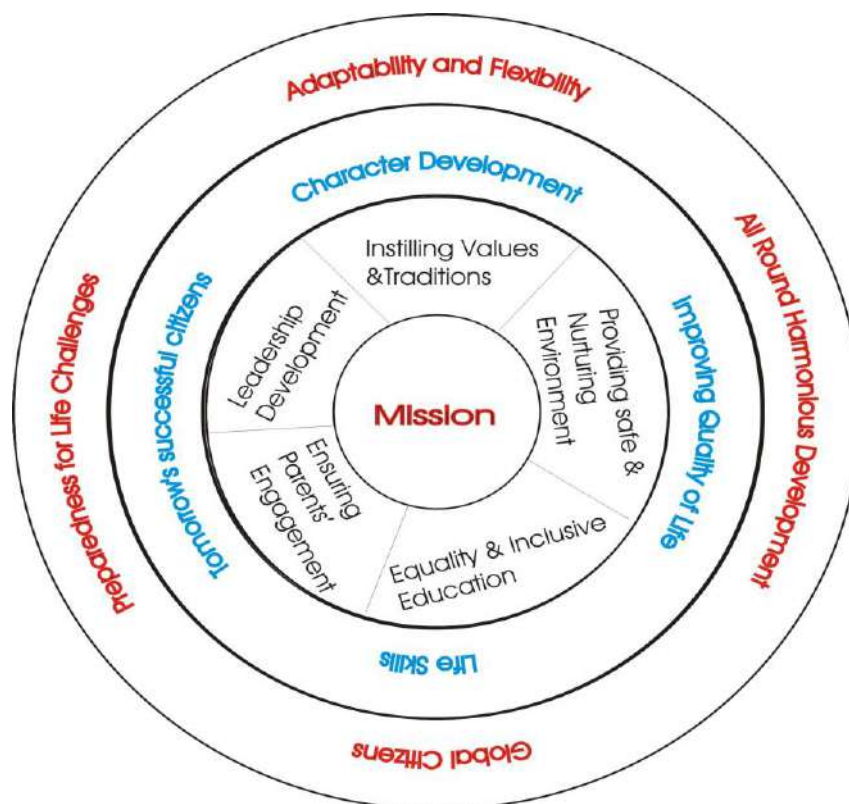 Adaptability and Flexibility
All Round Harmonious Development
Global Citizens
Preparedness for Life Challenges
Character Development
Improving Quality of Life
Life Skills
Tomorrow's successful citizens
Instilling Values
&Traditions
Providing safe &
Nurturing
Environment
Equality & Inclusive
Education
Ensuring
Parents'
Engagement
Leadership
Development
Mission